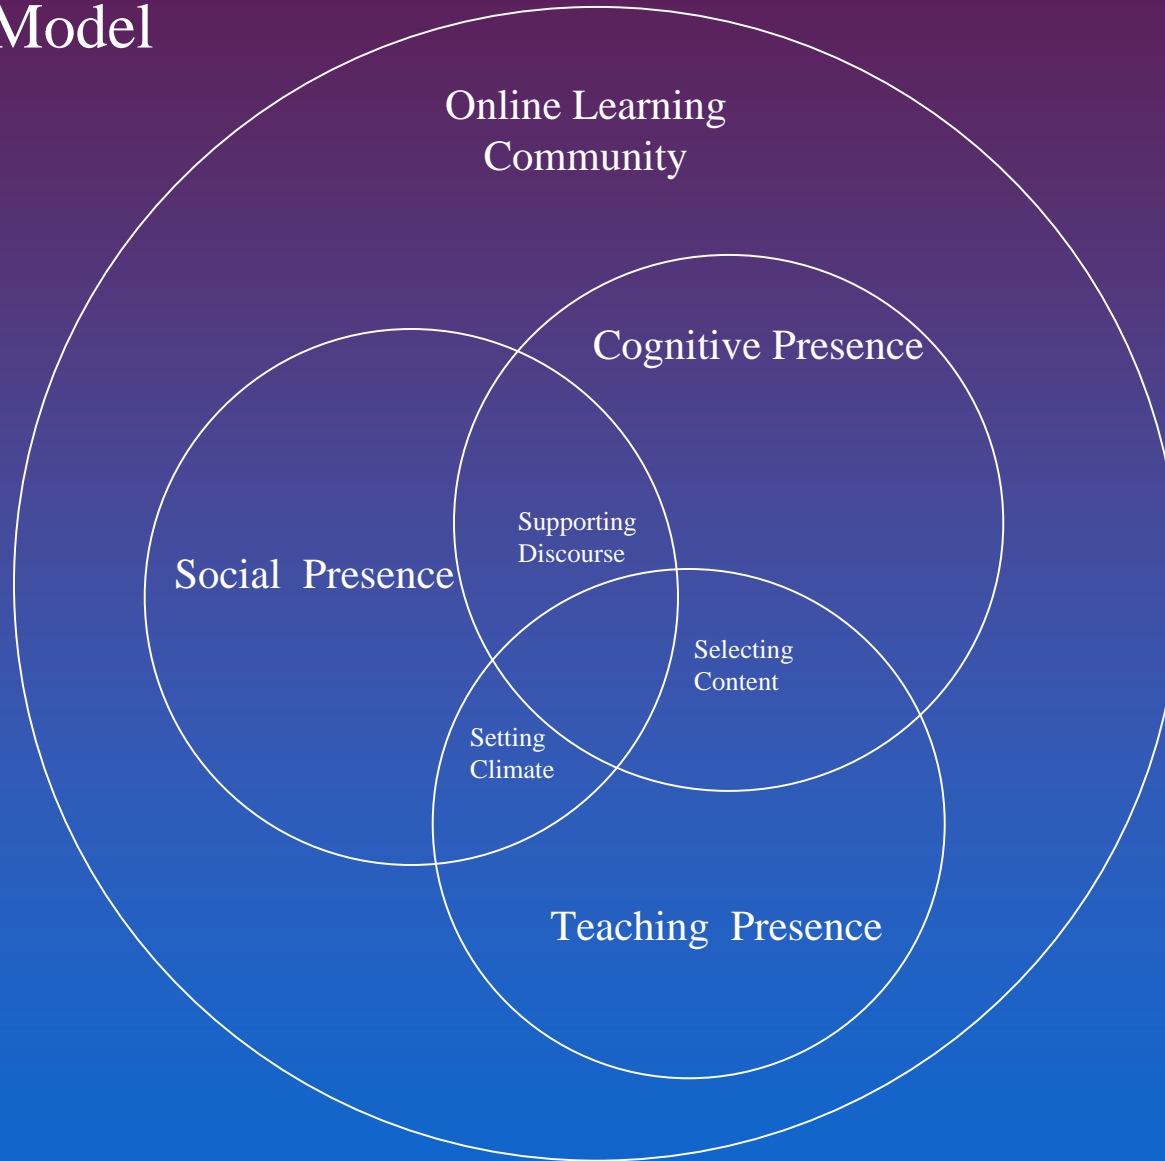 Model
Online Learning
Community
Cognitive Presence
Supporting
Discourse
Social Presence
Selecting
Content
Setting
Climate
Teaching Presence